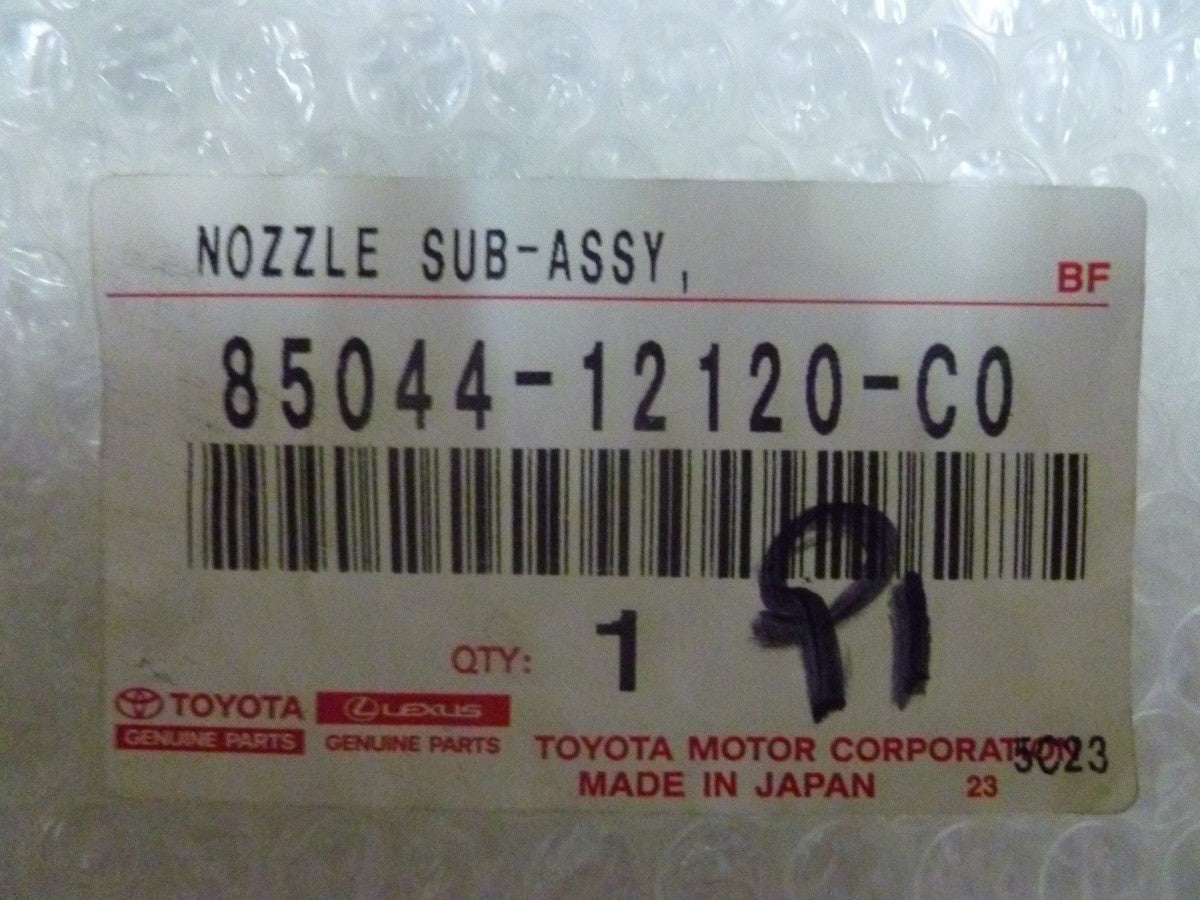 NOZZLE SUB-ASSY,
BF
85044-12120-C0
QTY: 1
TOYOTA
GENUINE PARTS
LEXUS
GENUINE PARTS
TOYOTA MOTOR CORPORATION
5C23
MADE IN JAPAN 23